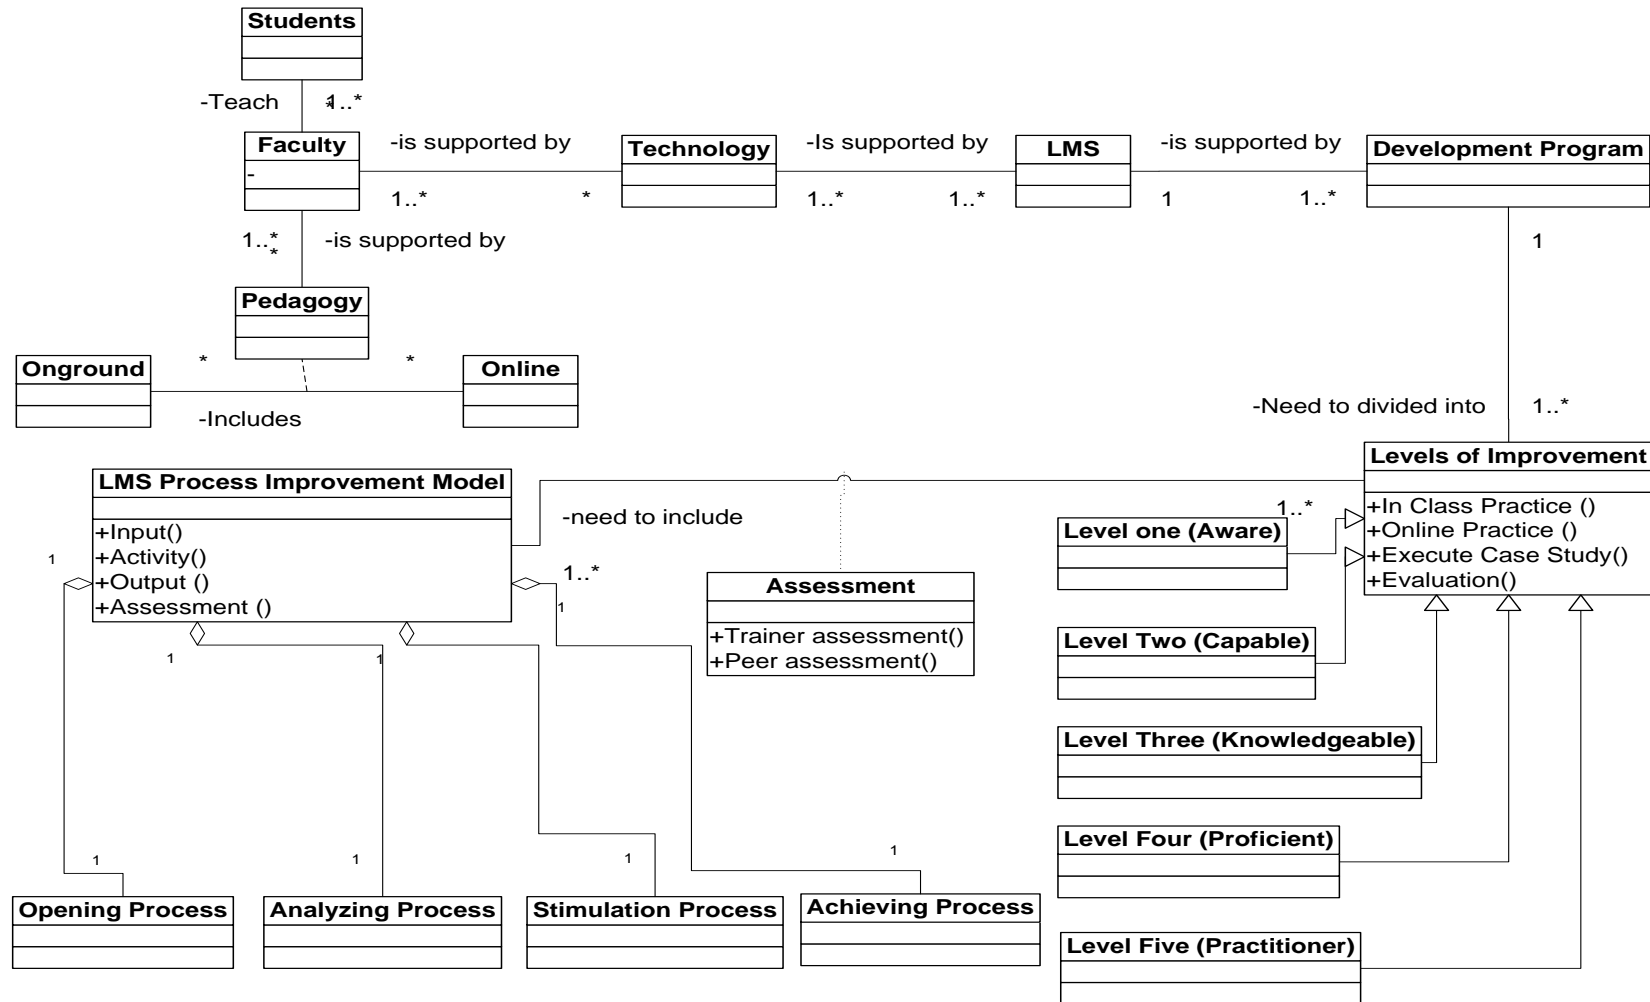 Students
-Teach
1..*
*
Faculty
-
-is supported by
1..*
*
Technology
-Is supported by
1..*
1..*
LMS
-is supported by
1
1..*
Development Program
1..*
*
-is supported by
1
Pedagogy
Onground
*
*
Online
-Includes
-Need to divided into
1..*
LMS Process Improvement Model
+Input()
+Activity()
+Output ()
+Assessment ()
-need to include
1..*
1..*
Levels of Improvement
+In Class Practice ()
+Online Practice ()
+Execute Case Study()
+Evaluation()
Level one (Aware)
1
1
1
1
Assessment
+Trainer assessment()
+Peer assessment()
Level Two (Capable)
Level Three (Knowledgeable)
Level Four (Proficient)
1
1
1
1
Opening Process
Analyzing Process
Stimulation Process
Achieving Process
Level Five (Practitioner)